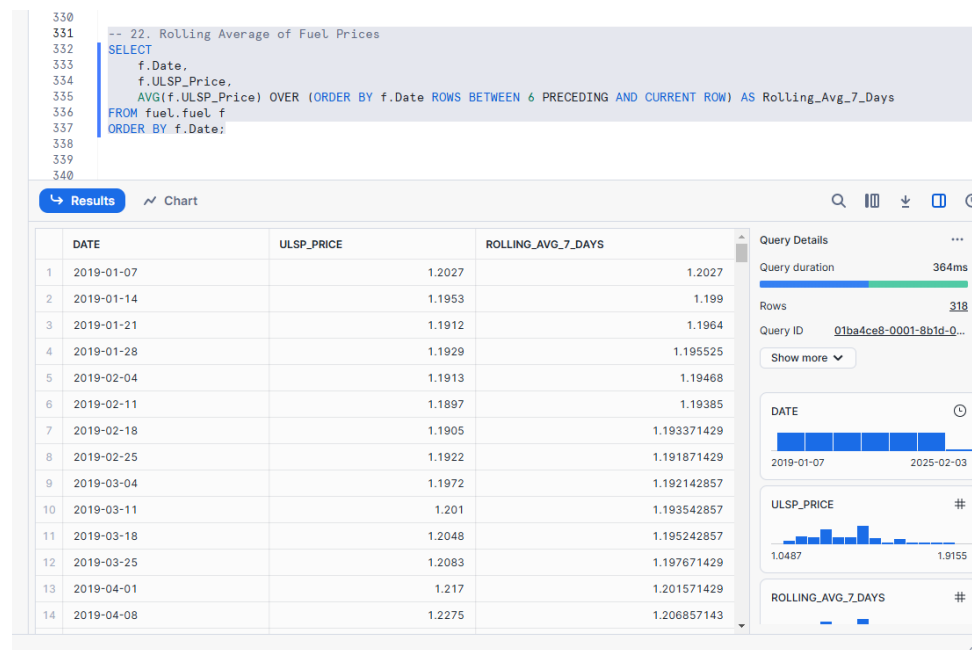 330
331 -- 22. Rolling Average of Fuel Prices
332 SELECT
333 f.Date,
334 f.ULSP_Price,
335 AVG(f.ULSP_Price) OVER (ORDER BY f.Date ROWS BETWEEN 6 PRECEDING AND CURRENT ROW) AS Rolling_Avg_7_Days
336 FROM fuel.fuel f
337 ORDER BY f.Date;
338
339
340
Results Chart
DATE ULSP_PRICE ROLLING_AVG_7_DAYS
1 2019-01-07 1.2027 1.2027
2 2019-01-14 1.1953 1.199
3 2019-01-21 1.1912 1.1964
4 2019-01-28 1.1929 1.195525
5 2019-02-04 1.1913 1.19468
6 2019-02-11 1.1897 1.19385
7 2019-02-18 1.1905 1.193371429
8 2019-02-25 1.1922 1.191871429
9 2019-03-04 1.1972 1.192142857
10 2019-03-11 1.201 1.193542857
11 2019-03-18 1.2048 1.195242857
12 2019-03-25 1.2083 1.197671429
13 2019-04-01 1.217 1.201571429
14 2019-04-08 1.2275 1.206857143
Query Details ...
Query duration 364ms
Rows 318
Query ID 01ba4ce8-0001-8b1d-0...
Show more
DATE
2019-01-07 2025-02-03
ULSP_PRICE #
1.0487 1.9155
ROLLING_AVG_7_DAYS #